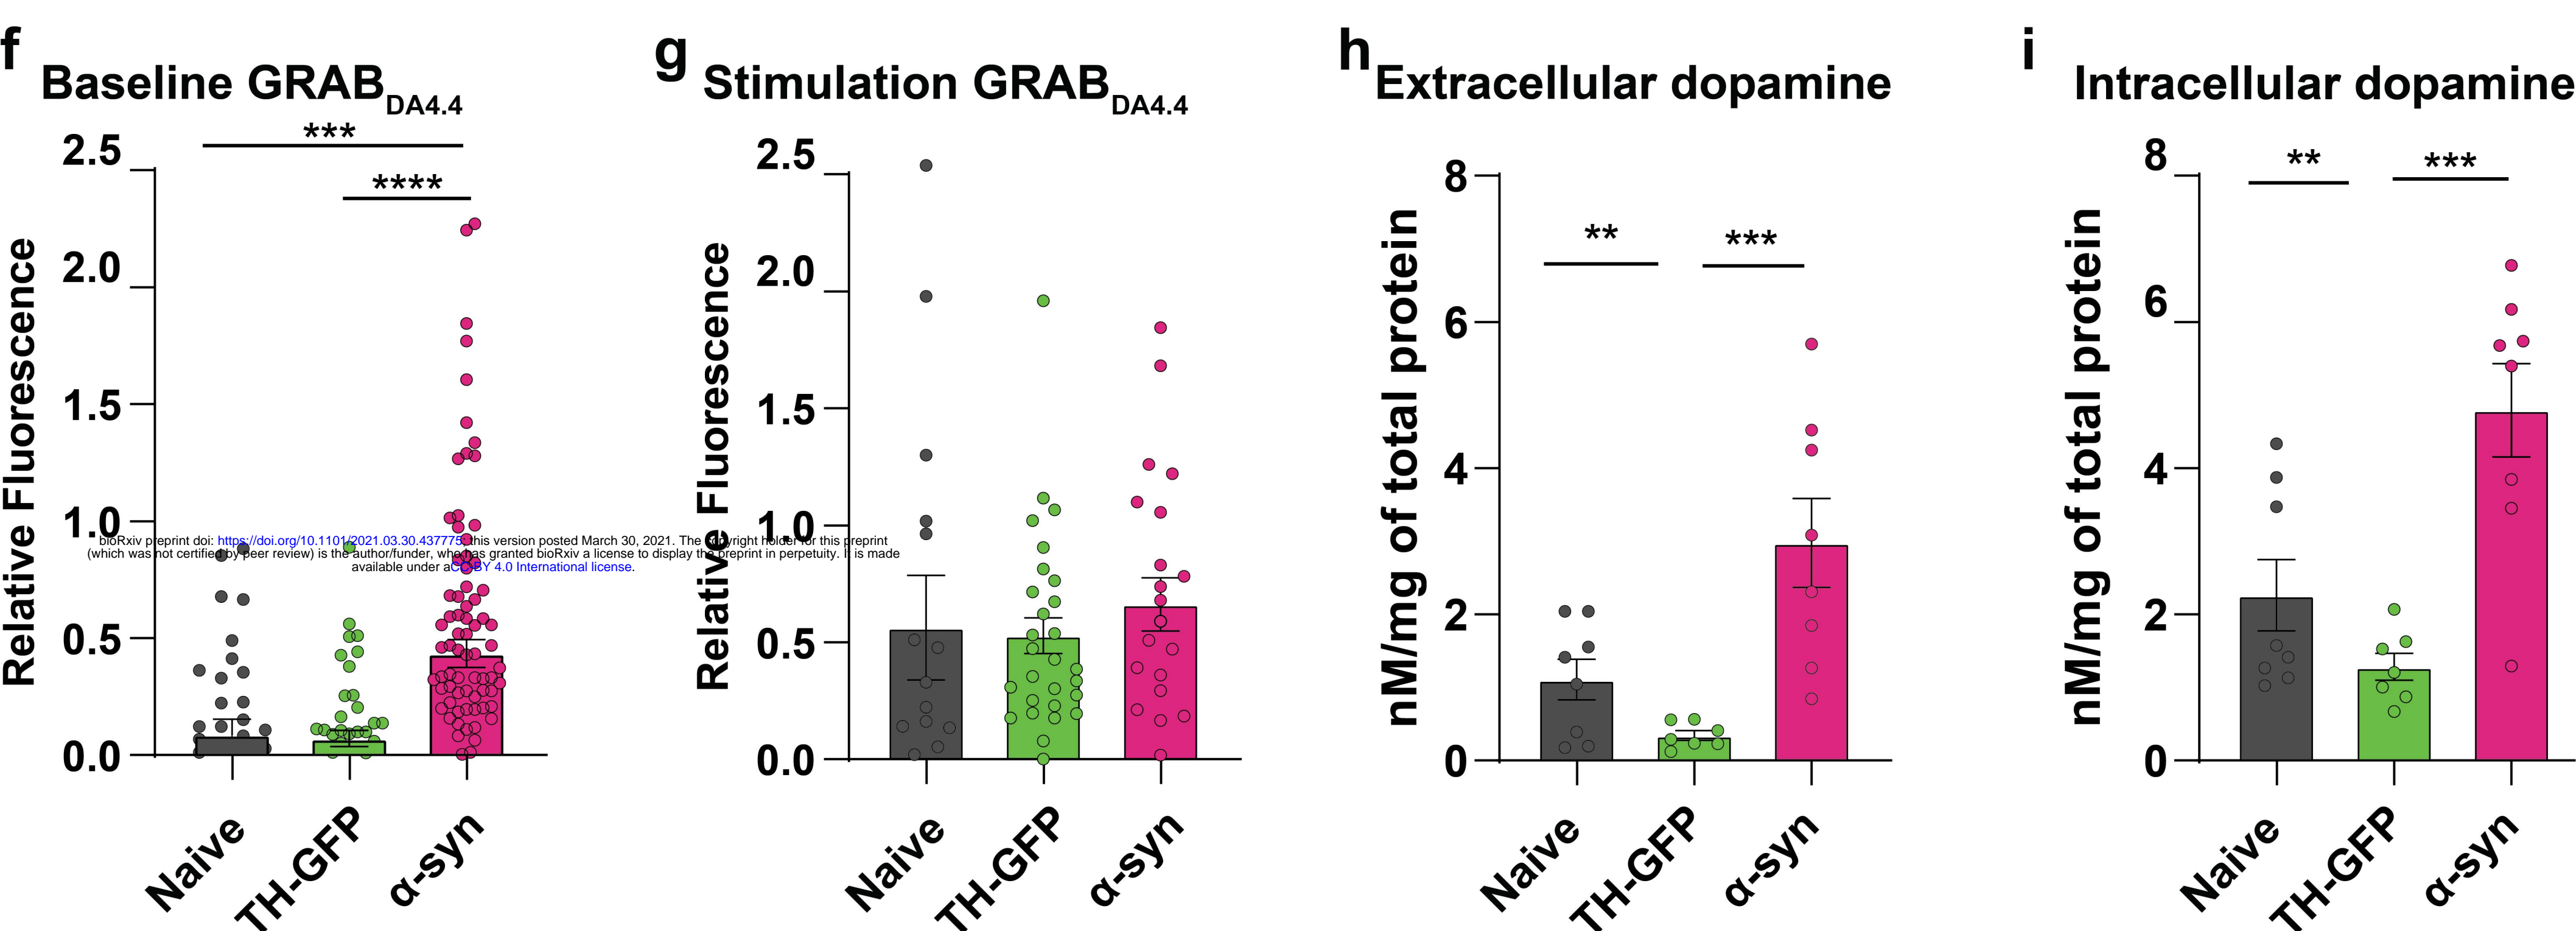 f
Baseline GRAB DA4.4
***
****
2.5
2.0
1.5
1.0
0.5
0.0
Relative Fluorescence
Naive
TH-GFP
α-syn
g
Stimulation GRAB DA4.4
2.5
2.0
1.5
1.0
0.5
0.0
Relative Fluorescence
Naive
TH-GFP
α-syn
bioRxiv preprint doi: https://doi.org/10.1101/2021.03.30.437775; this version posted March 30, 2021. The copyright holder for this preprint
(which was not certified by peer review) is the author/funder, who has granted bioRxiv a license to display the preprint in perpetuity. It is made
available under aCC-BY 4.0 International license.
h
Extracellular dopamine
**
***
8
6
4
2
0
nM/mg of total protein
Naive
TH-GFP
α-syn
i
Intracellular dopamine
**
***
8
6
4
2
0
nM/mg of total protein
Naive
TH-GFP
α-syn